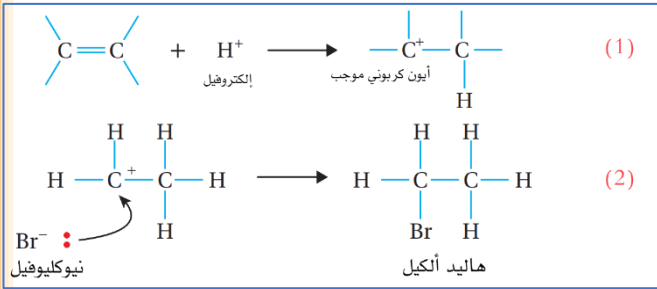 C=C + H⁺ → C⁺—C— (1)
إلكتروفيل
أيون كربوني موجب
H
H H H H
H—C⁺—C—H → H—C—C—H (2)
H Br H
Br⁻ :
نيوكليوفيل
هاليد ألكيل